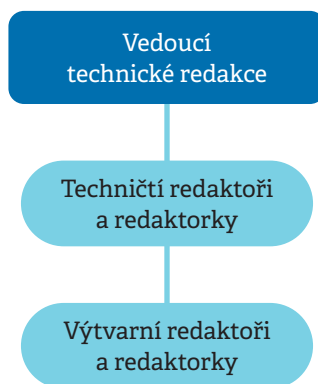 Vedoucí
technické redakce
Techničtí redaktoři
a redaktorky
Výtvarní redaktoři
a redaktorky